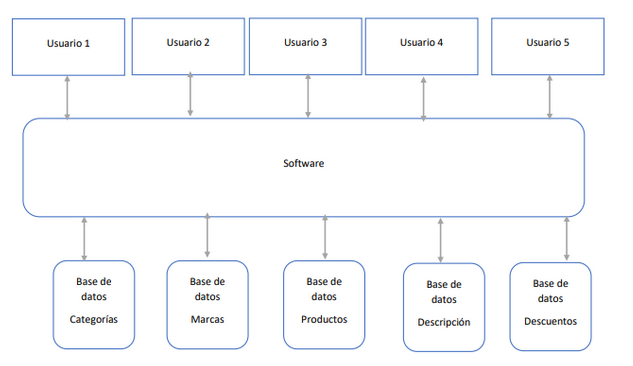 Usuario 1
Usuario 2
Usuario 3
Usuario 4
Usuario 5
Software
Base de
datos
Categorías
Base de
datos
Marcas
Base de
datos
Productos
Base de
datos
Descripción
Base de
datos
Descuentos